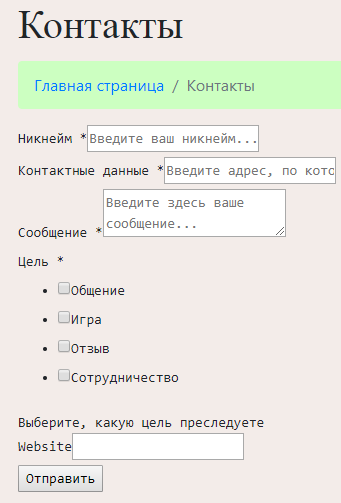 Контакты
Главная страница / Контакты
Никнейм * Введите ваш никнейм...
Контактные данные * Введите адрес, по кото
Введите здесь ваше
Сообщение * сообщение...
Цель *
Общение
Игра
Отзыв
Сотрудничество
Выберите, какую цель преследуете
Website
Отправить